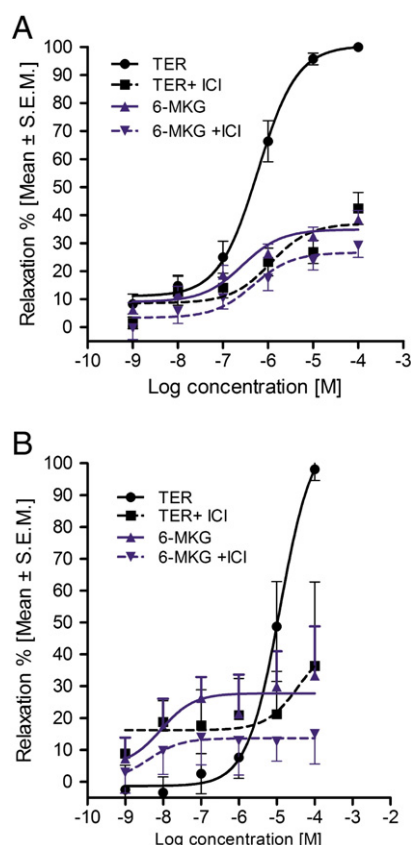 A
TER
TER+ ICI
6-MKG
6-MKG +ICI
Relaxation % [Mean ± S.E.M.]
100
90
80
70
60
50
40
30
20
10
0
-10 -9 -8 -7 -6 -5 -4 -3
Log concentration [M]
B
TER
TER+ ICI
6-MKG
6-MKG +ICI
Relaxation % [Mean ± S.E.M.]
100
90
80
70
60
50
40
30
20
10
0
-10 -9 -8 -7 -6 -5 -4 -3 -2
Log concentration [M]